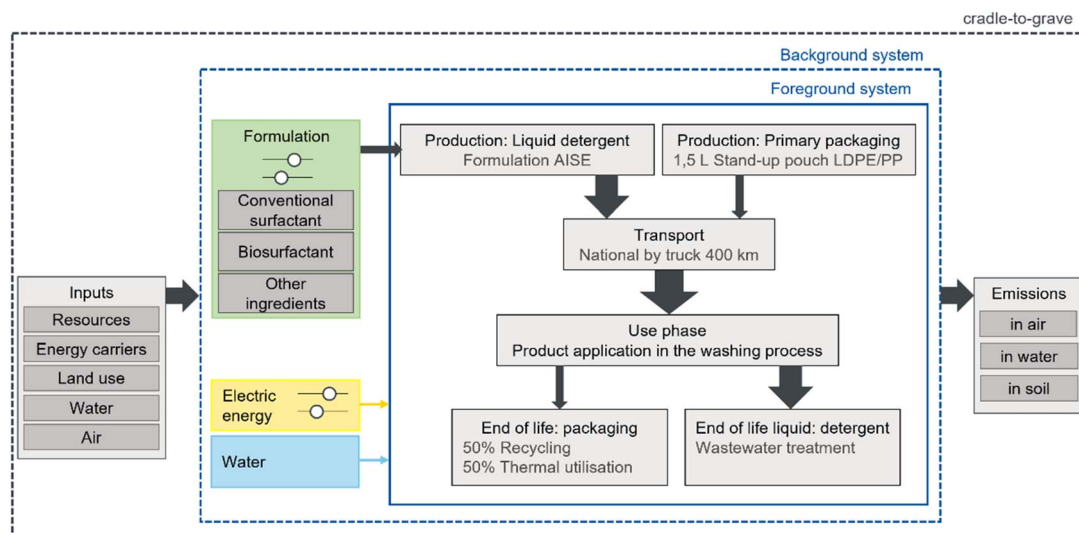 cradle-to-grave
Background system
Foreground system
Formulation
Conventional
surfactant
Biosurfactant
Other
ingredients
Production: Liquid detergent
Formulation AISE
Production: Primary packaging
1,5 L Stand-up pouch LDPE/PP
Transport
National by truck 400 km
Inputs
Resources
Energy carriers
Land use
Water
Air
Use phase
Product application in the washing process
Emissions
in air
in water
in soil
Electric
energy
Water
End of life: packaging
50% Recycling
50% Thermal utilisation
End of life liquid: detergent
Wastewater treatment